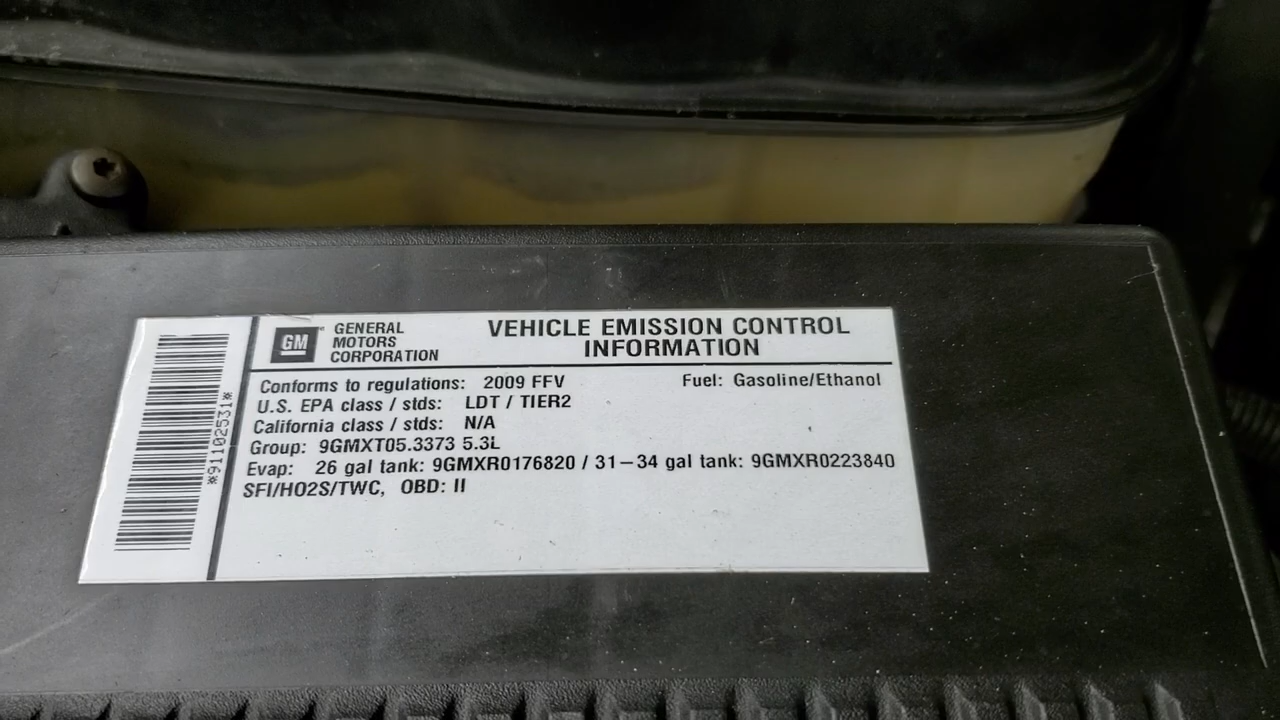 GM
GENERAL
MOTORS
CORPORATION
VEHICLE EMISSION CONTROL
INFORMATION
Conforms to regulations: 2009 FFV Fuel: Gasoline/Ethanol
U.S. EPA class / stds: LDT / TIER2
California class / stds: N/A
Group: 9GMXT05.3373 5.3L
Evap: 26 gal tank: 9GMXR0176820 / 31-34 gal tank: 9GMXR0223840
SFI/HO2S/TWC, OBD: II
*91102531*